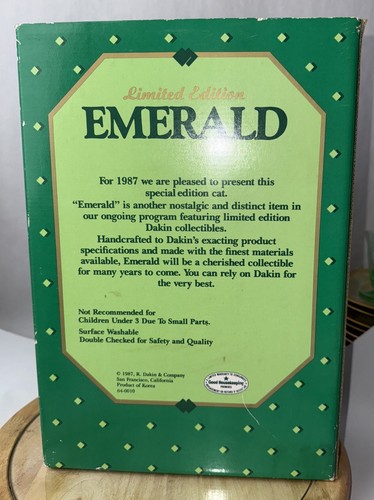 Limited Edition
EMERALD
For 1987 we are pleased to present this
special edition cat.
“Emerald” is another nostalgic and distinct item in
our ongoing program featuring limited edition
Dakin collectibles.
Handcrafted to Dakin's exacting product
specifications and made with the finest materials
available, Emerald will be a cherished collectible
for many years to come. You can rely on Dakin for
the very best.
Not Recommended for
Children Under 3 Due To Small Parts.
Surface Washable
Double Checked for Safety and Quality
© 1987, R. Dakin & Company
San Francisco, California
Product of Korea
64-0010
Good Housekeeping